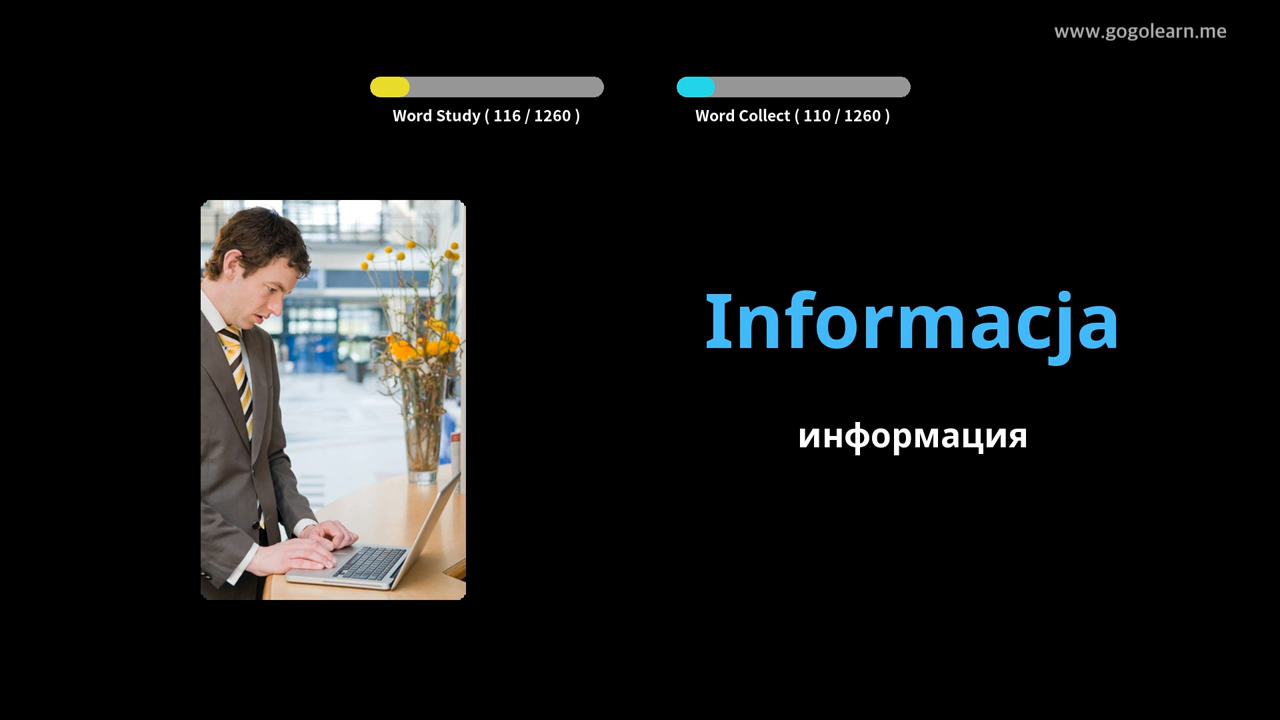 www.gogolearn.me
Word Study ( 116 / 1260 )
Word Collect ( 110 / 1260 )
Informacja
информация